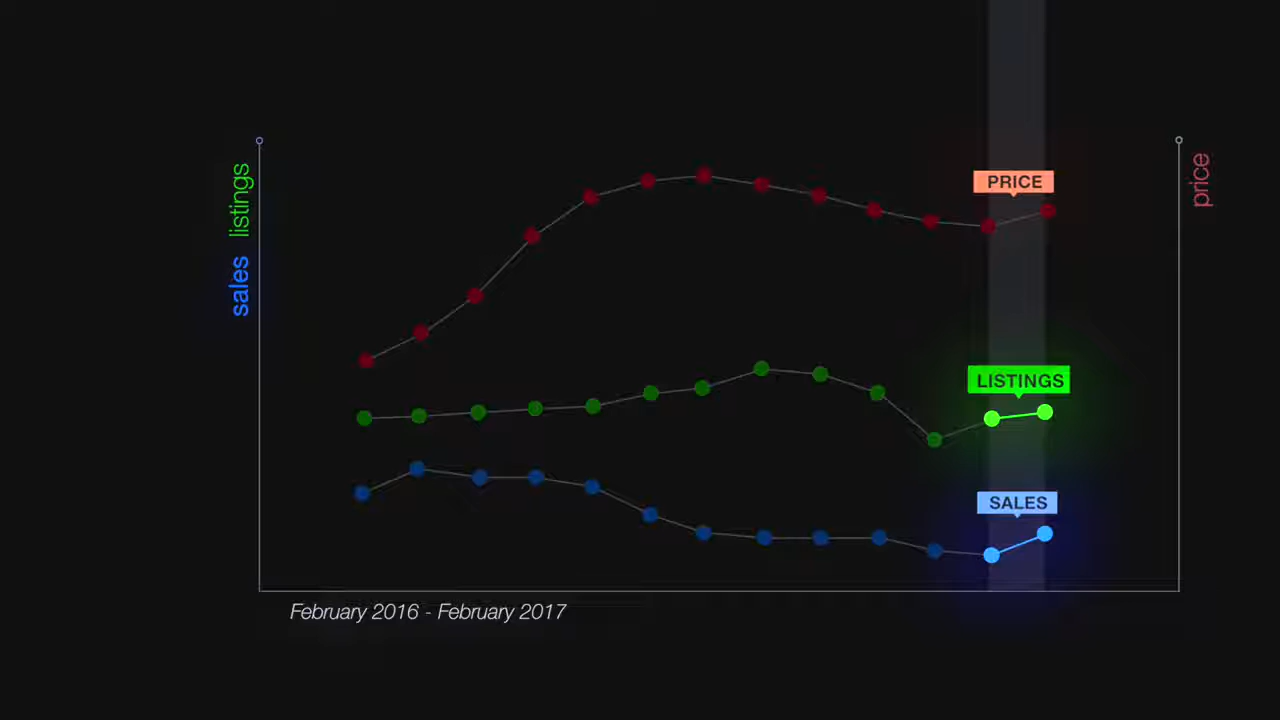 listings
sales
price
PRICE
LISTINGS
SALES
February 2016 - February 2017